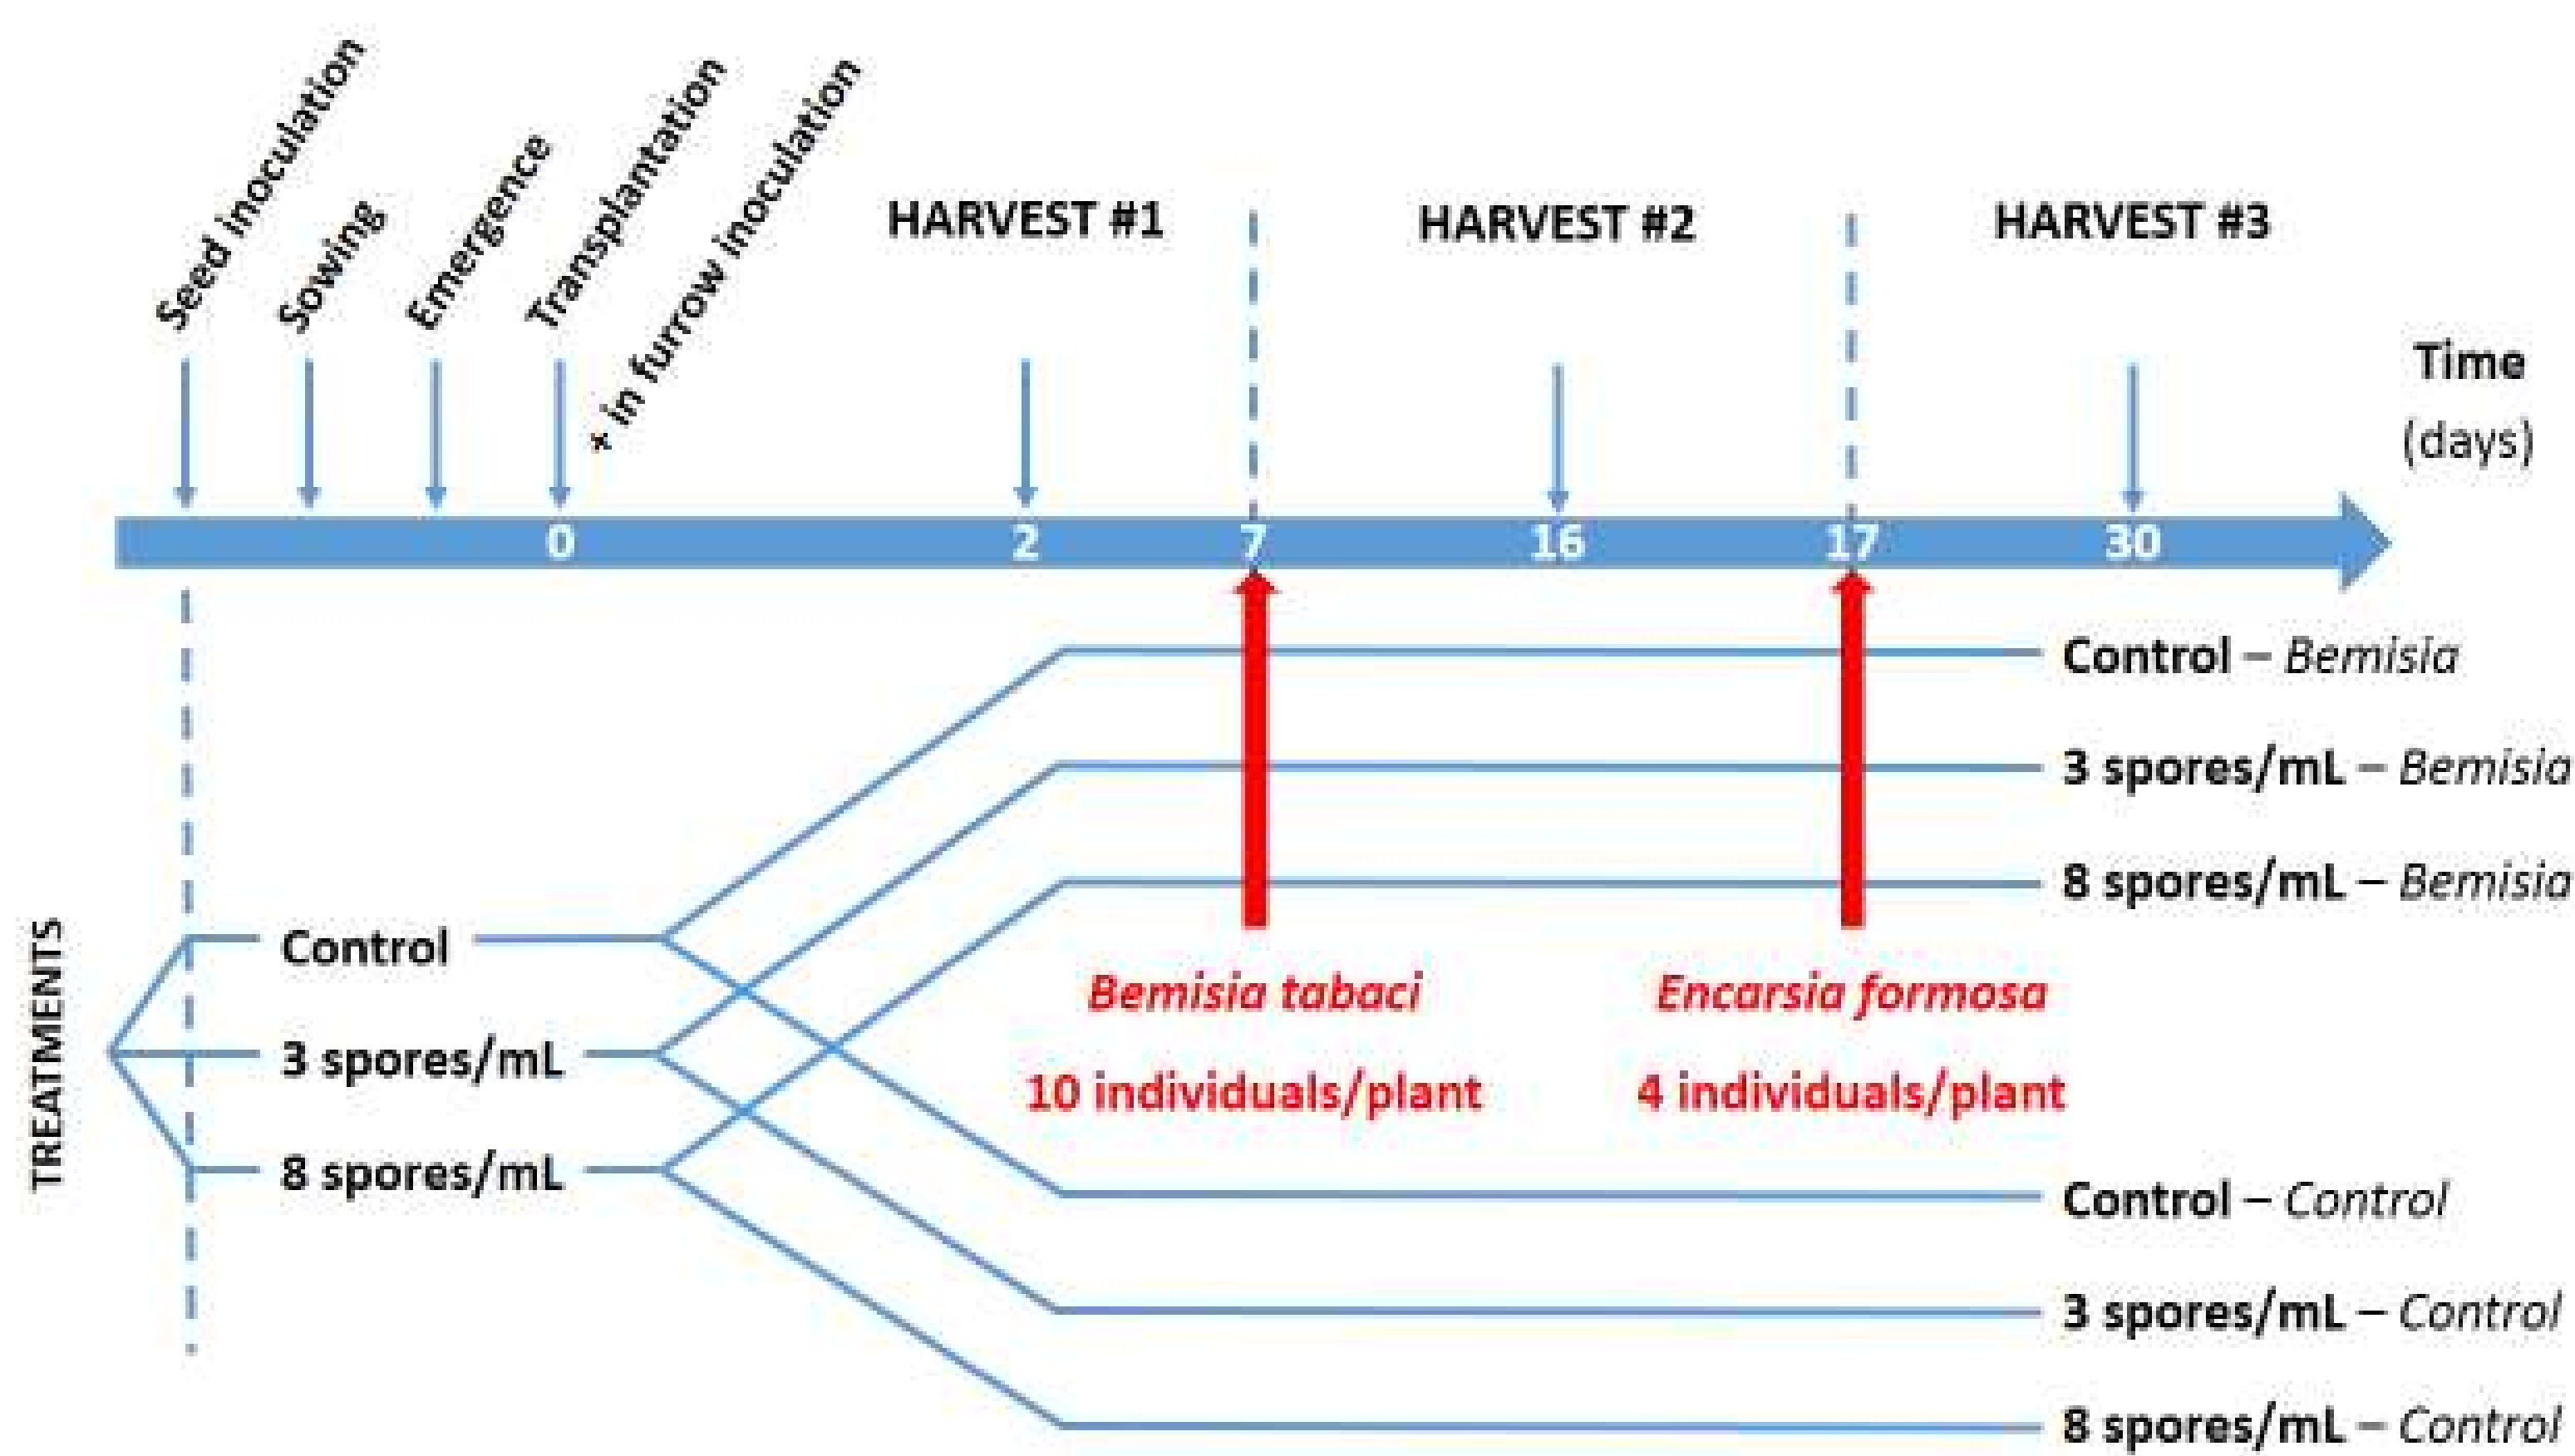 Seed inoculation
Sowing
Emergence
Transplantation
+ in furrow inoculation
HARVEST #1
HARVEST #2
HARVEST #3
Time
(days)
0
2
7
16
17
30
TREATMENTS
Control
3 spores/mL
8 spores/mL
Control – Bemisia
3 spores/mL – Bemisia
8 spores/mL – Bemisia
Bemisia tabaci
10 individuals/plant
Encarsia formosa
4 individuals/plant
Control – Control
3 spores/mL – Control
8 spores/mL – Control